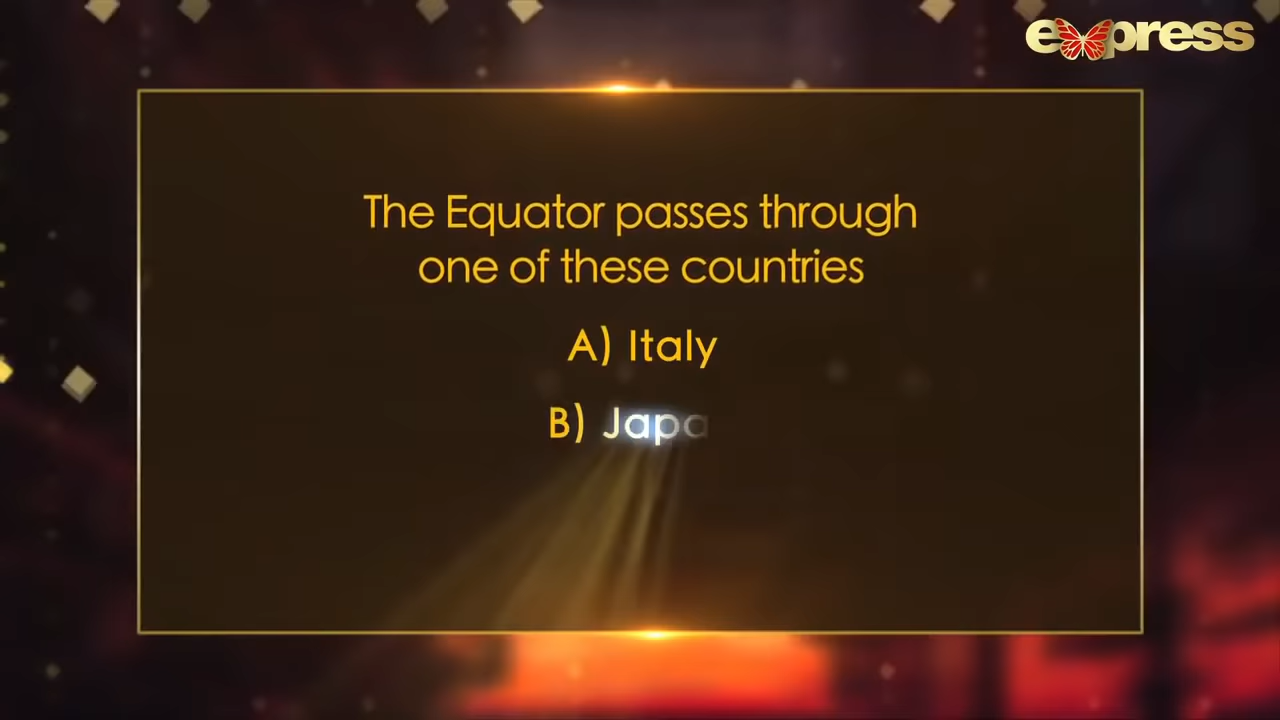 express
The Equator passes through
one of these countries
A) Italy
B) Japa